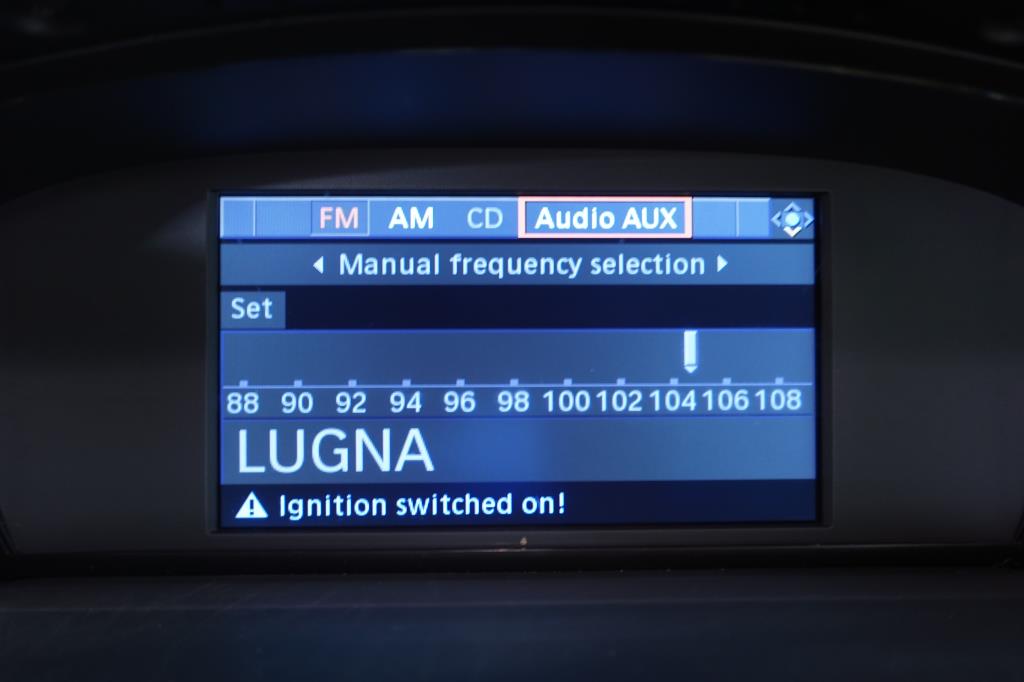 FM AM CD Audio AUX
Manual frequency selection
Set
88 90 92 94 96 98 100 102 104 106 108
LUGNA
Ignition switched on!